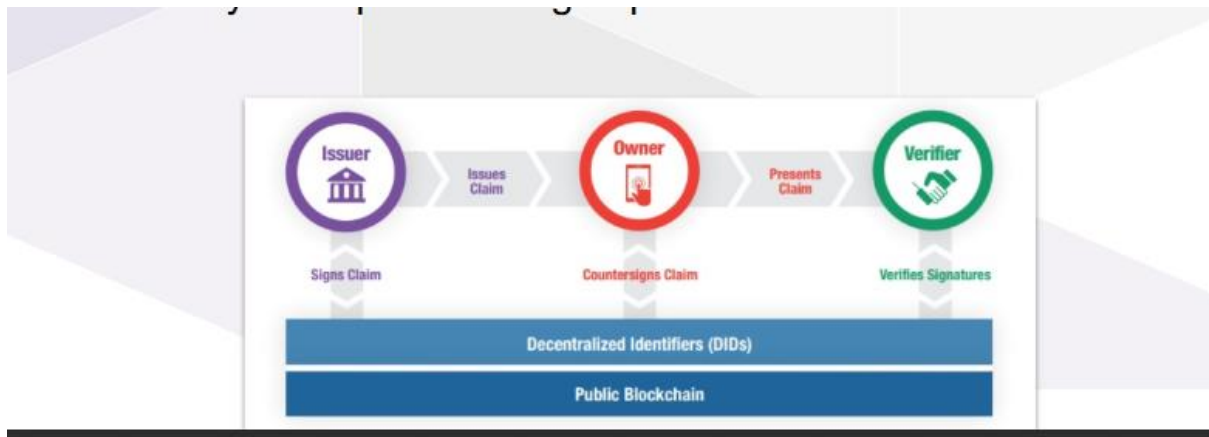 Issuer
Owner
Verifier
Issues
Claim
Presents
Claim
Signs Claim
Countersigns Claim
Verifies Signatures
Decentralized Identifiers (DIDs)
Public Blockchain